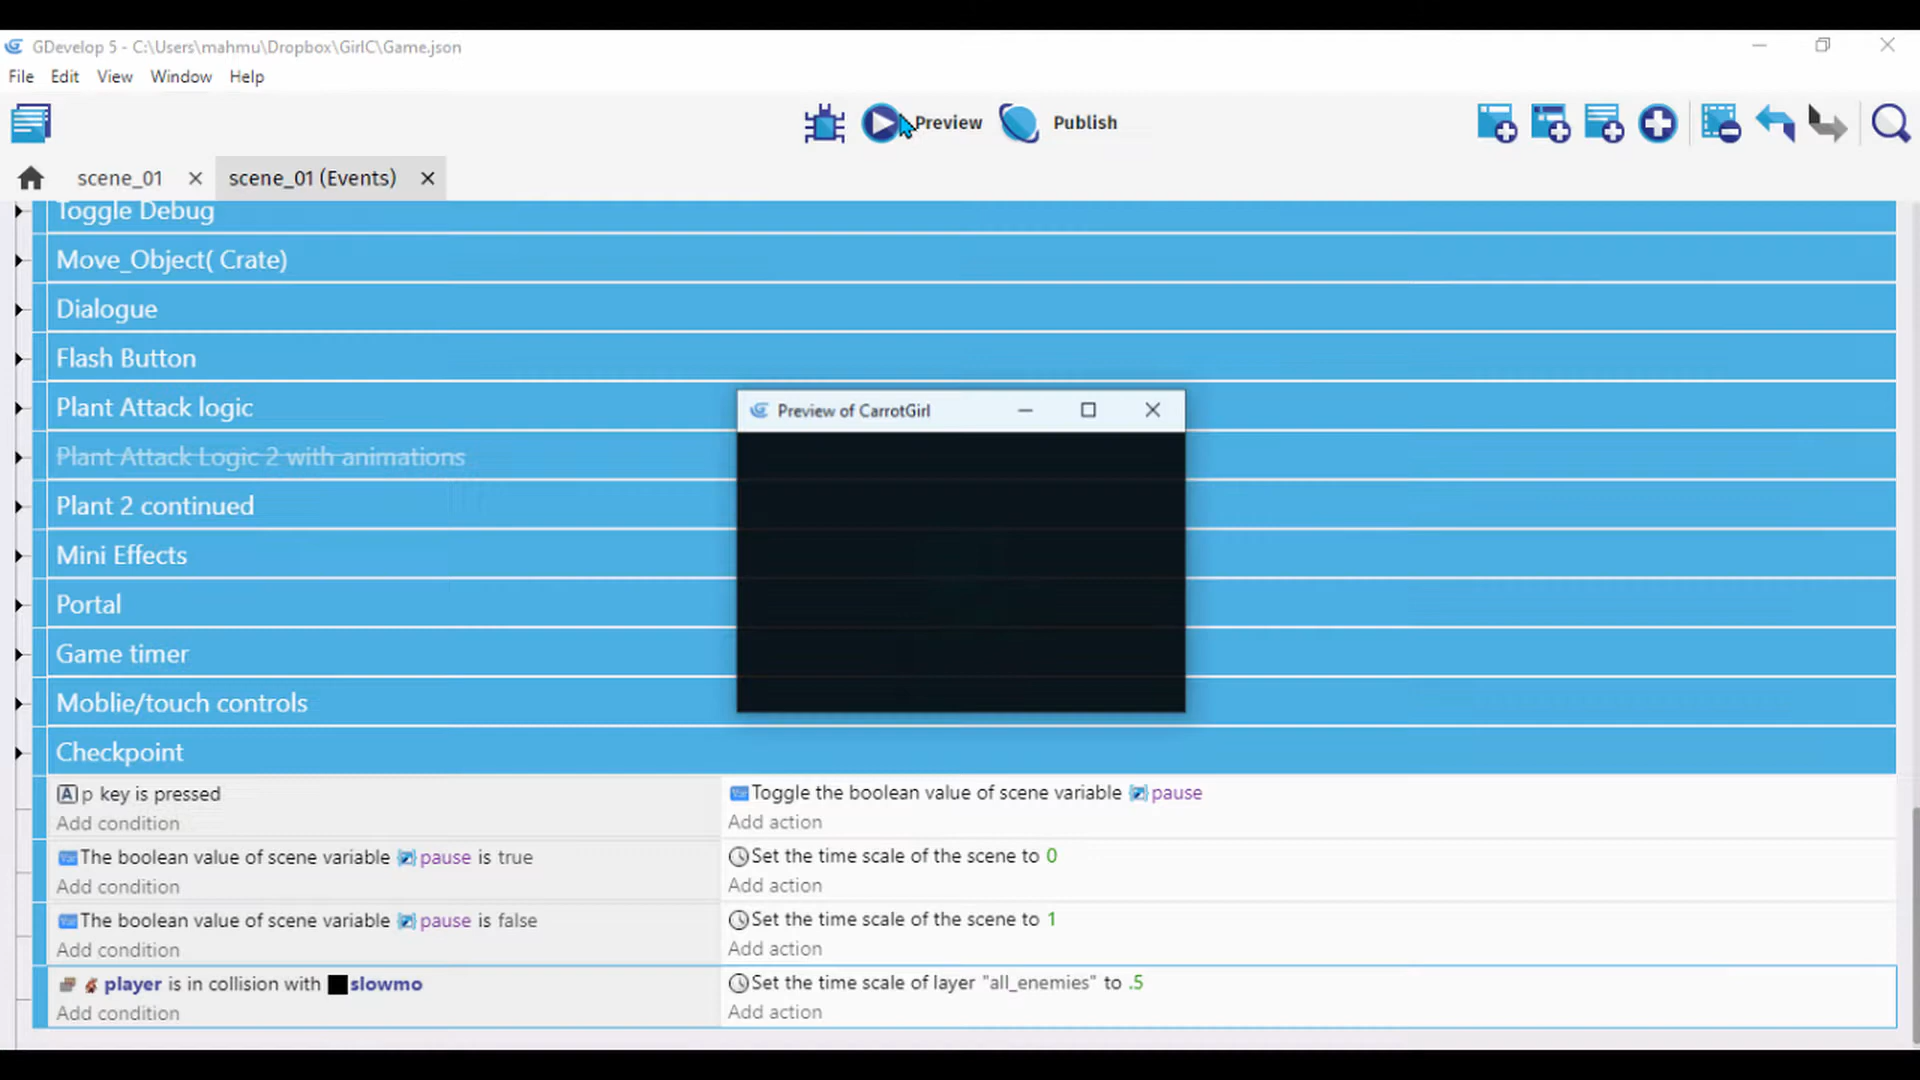 GDevelop 5 - C:\Users\mahmu\Dropbox\GirlC\Game.json
File Edit View Window Help
Preview Publish
scene_01 scene_01 (Events)
Toggle Debug
Move_Object( Crate)
Dialogue
Flash Button
Plant Attack logic
Preview of CarrotGirl
Plant Attack Logic 2 with animations
Plant 2 continued
Mini Effects
Portal
Game timer
Moblie/touch controls
Checkpoint
A p key is pressed Toggle the boolean value of scene variable pause
Add condition Add action
The boolean value of scene variable pause is true Set the time scale of the scene to 0
Add condition Add action
The boolean value of scene variable pause is false Set the time scale of the scene to 1
Add condition Add action
player is in collision with slowmo Set the time scale of layer "all_enemies" to .5
Add condition Add action